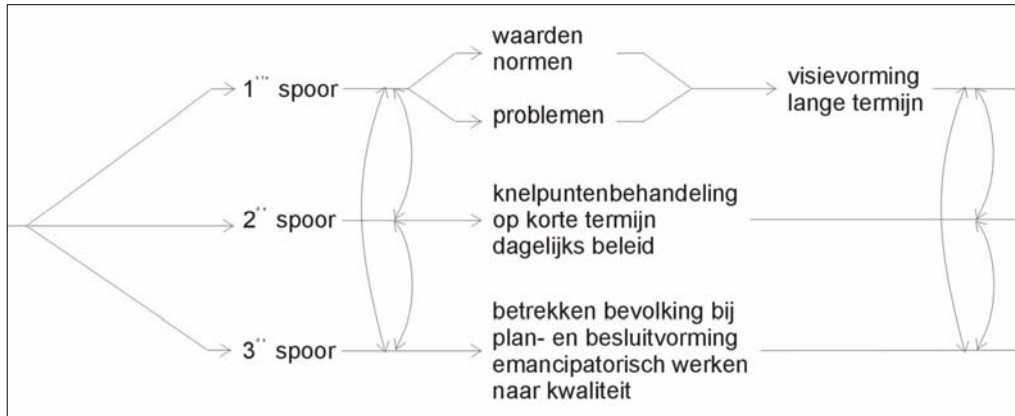 1ste spoor
waarden
normen
problemen
visievorming
lange termijn
2de spoor
knelpuntenbehandeling
op korte termijn
dagelijks beleid
3de spoor
betrekken bevolking bij
plan- en besluitvorming
emancipatorisch werken
naar kwaliteit